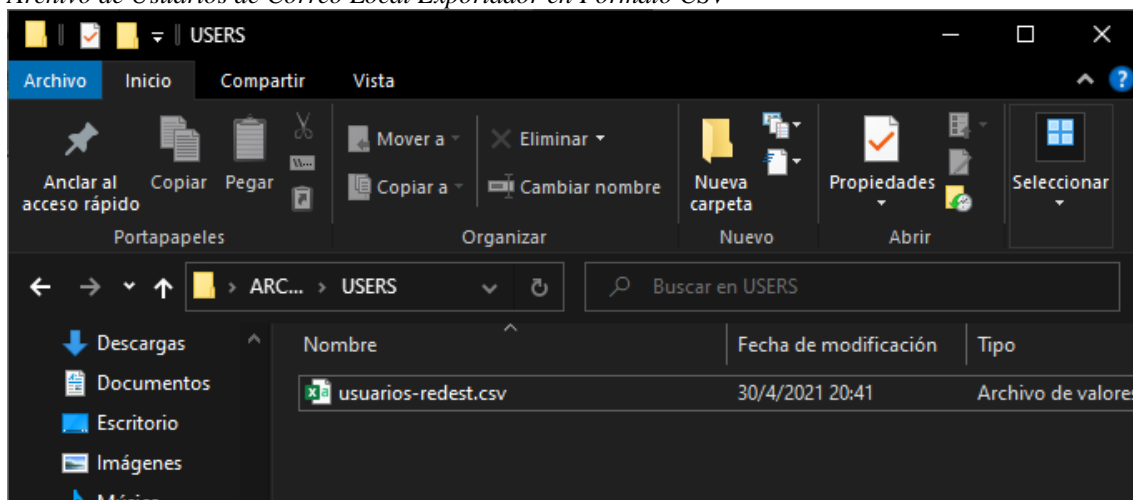 Archivo de Usuarios de Correo Local Exportador en Formato CSV
USERS
Archivo Inicio Compartir Vista
Anclar al acceso rápido
Copiar
Pegar
Mover a
Copiar a
Eliminar
Cambiar nombre
Nueva carpeta
Propiedades
Seleccionar
Portapapeles Organizar Nuevo Abrir
ARC... USERS Buscar en USERS
Nombre Fecha de modificación Tipo
usuarios-redest.csv 30/4/2021 20:41 Archivo de valores
Descargas
Documentos
Escritorio
Imágenes